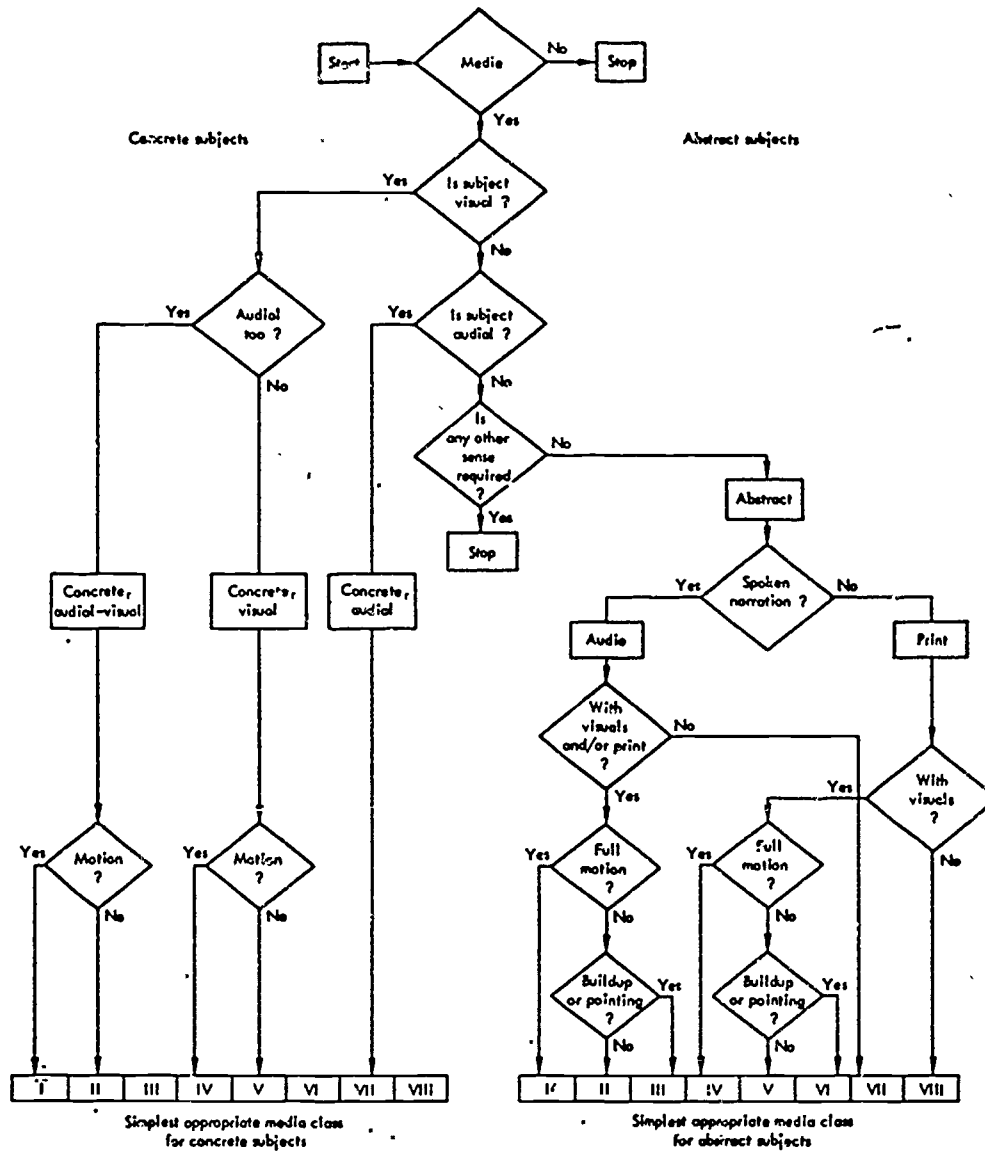 Start
Media
No
Stop
Yes
Concrete subjects
Abstract subjects
Yes
Is subject
visual ?
No
Yes
Audial
too ?
No
Yes
Is subject
audial ?
No
Is
any other
sense
required
?
No
Yes
Stop
Abstract
Concrete,
audial-visual
Concrete,
visual
Concrete,
audial
Yes
Spoken
narration ?
No
Audio
Print
With
visuals
and/or print
?
No
Yes
Yes
With
visuals
?
No
Yes
Motion
?
No
Yes
Motion
?
No
Yes
Full
motion
?
No
Yes
Full
motion
?
No
Buildup
or pointing
?
Yes
No
Buildup
or pointing
?
Yes
No
I II III IV V VI VII VIII
I II III IV V VI VII VIII
Simplest appropriate media class
for concrete subjects
Simplest appropriate media class
for abstract subjects